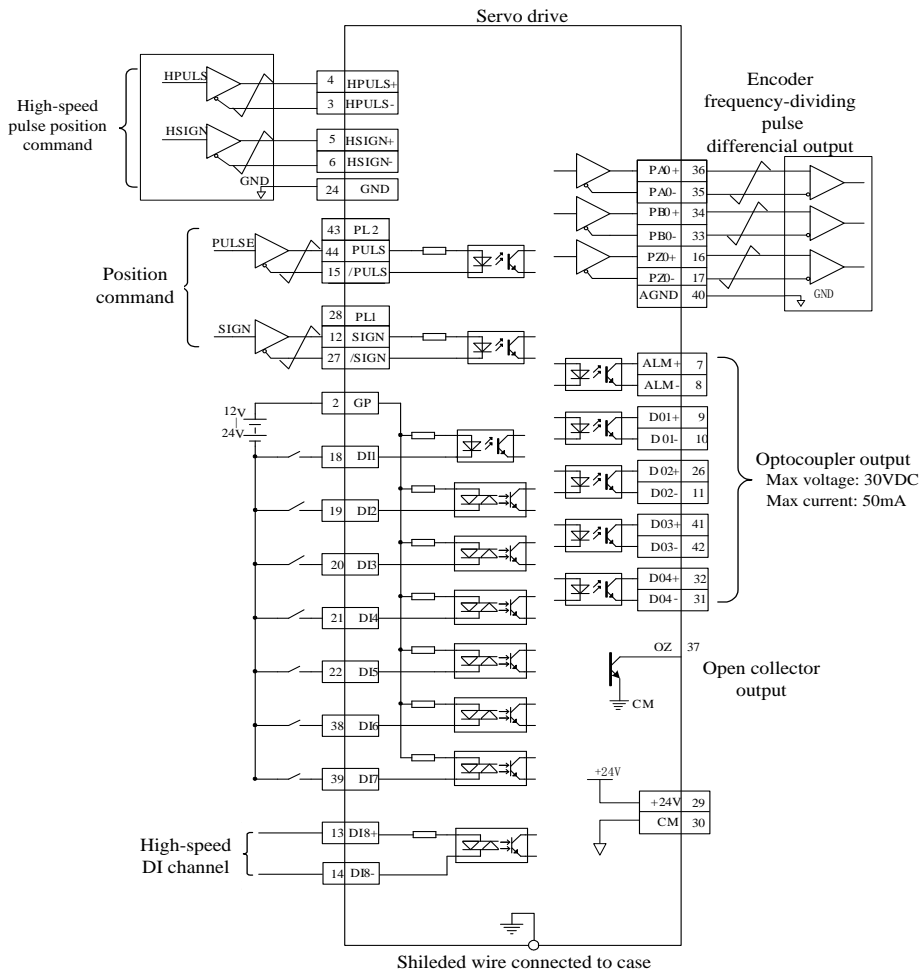 Servo drive
High-speed
pulse position
command
HPULS
HSIGN
GND
4 HPULS+
3 HPULS-
5 HSIGN+
6 HSIGN-
24 GND
Position
command
PULSE
SIGN
43 PL2
44 PULS
15 /PULS
28 PL1
12 SIGN
27 /SIGN
12V
24V
2 GP
18 DI1
19 DI2
20 DI3
21 DI4
22 DI5
38 DI6
39 DI7
High-speed
DI channel
13 DI8+
14 DI8-
Encoder
frequency-dividing
pulse
differencial output
PA0+ 36
PA0- 35
PB0+ 34
PB0- 33
PZ0+ 16
PZ0- 17
AGND 40
GND
ALM+ 7
ALM- 8
D01+ 9
D01- 10
D02+ 26
D02- 11
D03+ 41
D03- 42
D04+ 32
D04- 31
Optocoupler output
Max voltage: 30VDC
Max current: 50mA
OZ 37
CM
Open collector
output
+24V
+24V 29
CM 30
Shileded wire connected to case